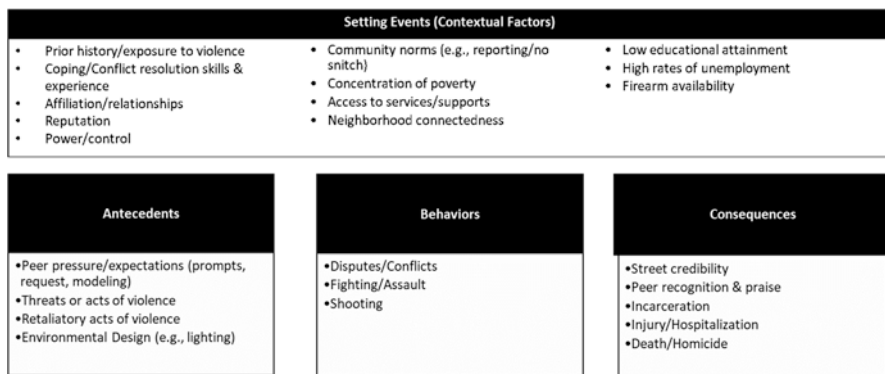 Setting Events (Contextual Factors)
• Prior history/exposure to violence
• Coping/Conflict resolution skills &
experience
• Affiliation/relationships
• Reputation
• Power/control
• Community norms (e.g., reporting/no
snitch)
• Concentration of poverty
• Access to services/supports
• Neighborhood connectedness
• Low educational attainment
• High rates of unemployment
• Firearm availability
Antecedents
•Peer pressure/expectations (prompts,
request, modeling)
•Threats or acts of violence
•Retaliatory acts of violence
•Environmental Design (e.g., lighting)
Behaviors
•Disputes/Conflicts
•Fighting/Assault
•Shooting
Consequences
•Street credibility
•Peer recognition & praise
•Incarceration
•Injury/Hospitalization
•Death/Homicide